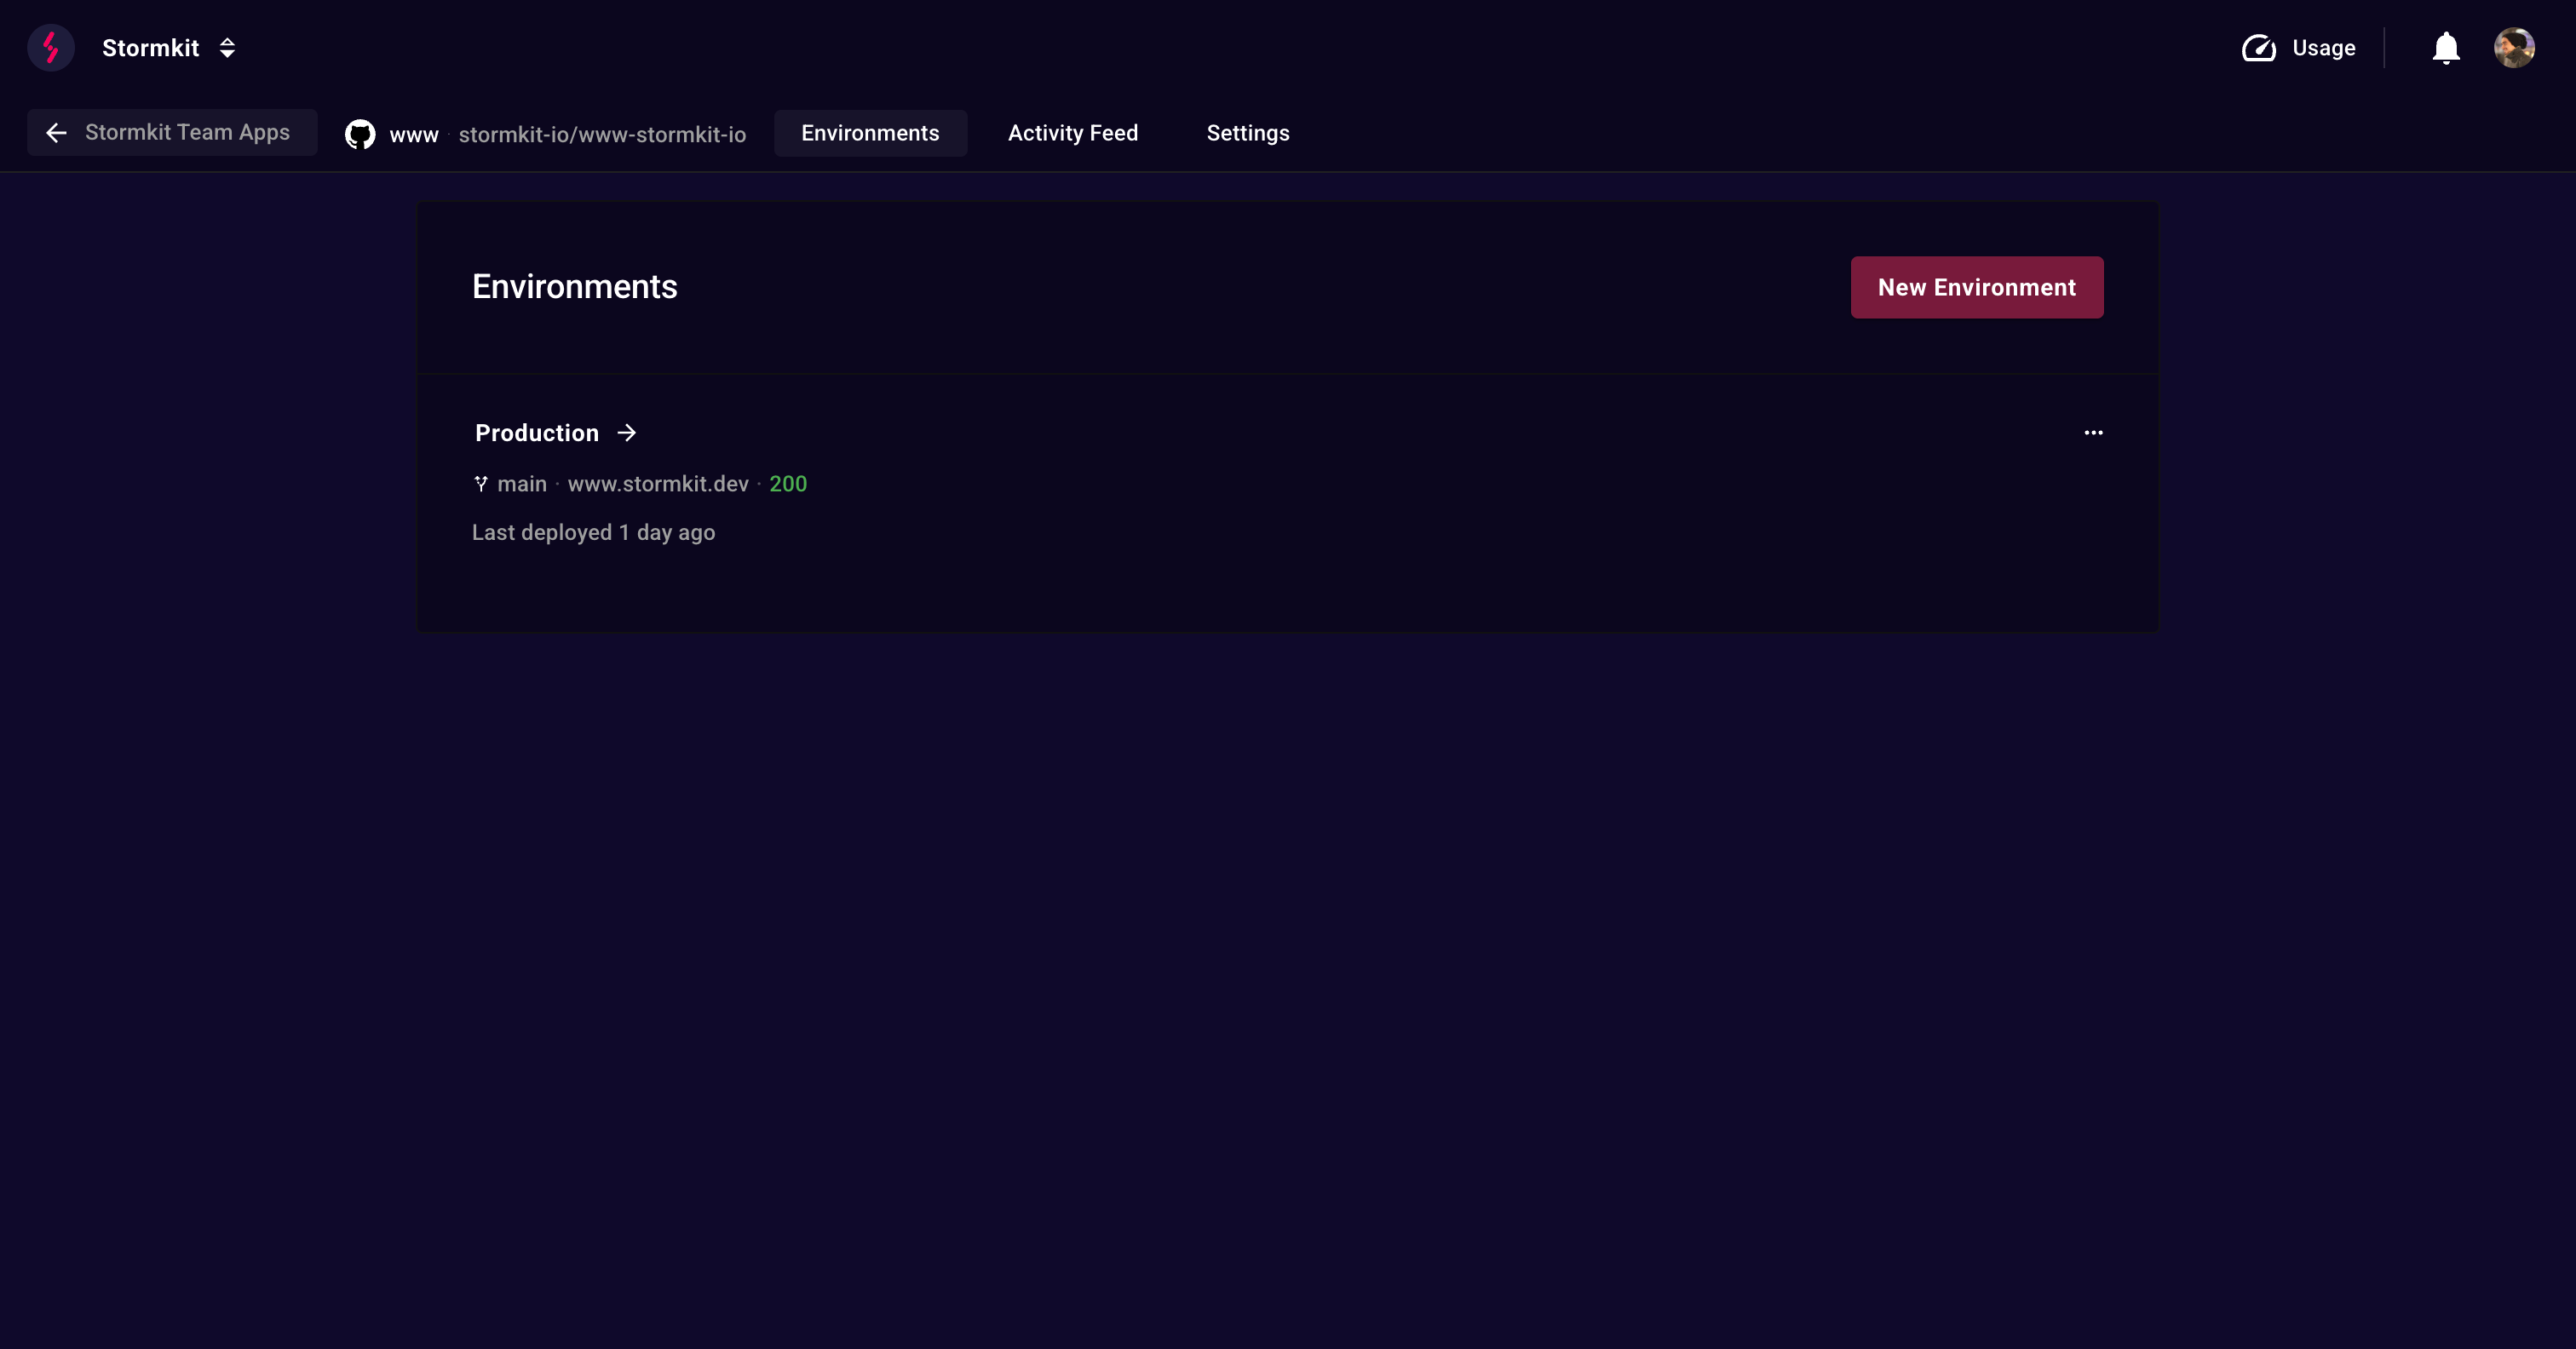 Stormkit
Usage
Stormkit Team Apps
www · stormkit-io/www-stormkit-io
Environments
Activity Feed
Settings
Environments
New Environment
Production
main · www.stormkit.dev · 200
Last deployed 1 day ago